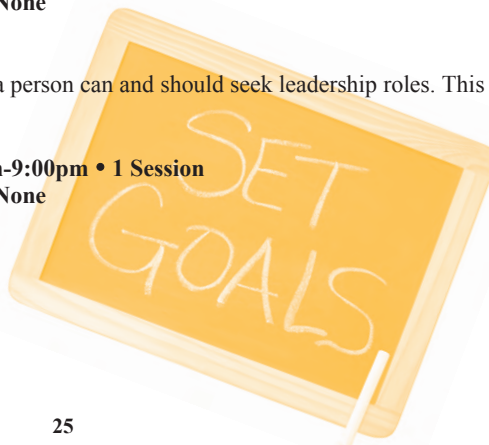 None
a person can and should seek leadership roles. This
-9:00pm • 1 Session
None
SET
GOALS
25